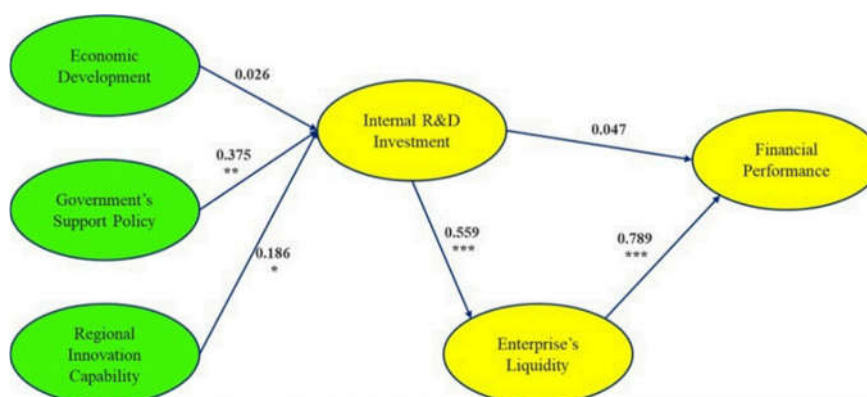 Economic
Development
0.026
Internal R&D
Investment
0.047
Financial
Performance
0.375
**
Government's
Support Policy
0.186
*
0.559
***
0.789
***
Regional
Innovation
Capability
Enterprise's
Liquidity